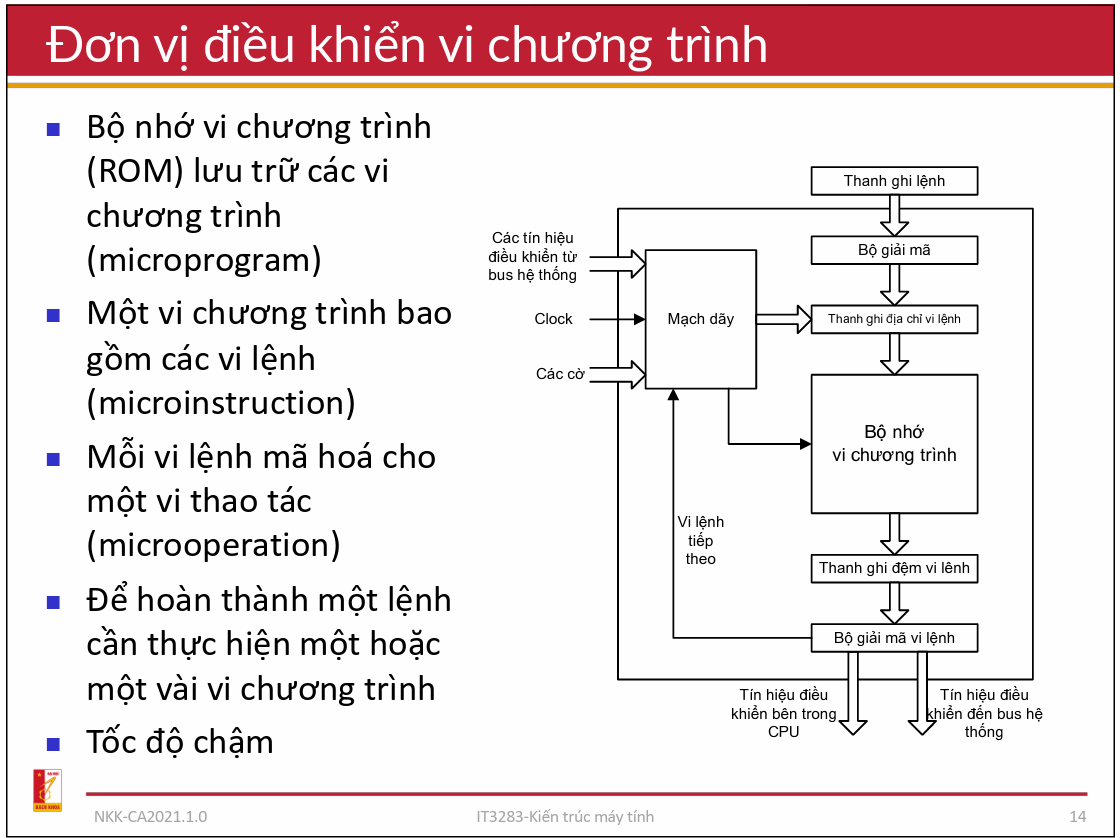 Đơn vị điều khiển vi chương trình
Bộ nhớ vi chương trình
(ROM) lưu trữ các vi
chương trình
(microprogram)
Một vi chương trình bao
gồm các vi lệnh
(microinstruction)
Mỗi vi lệnh mã hoá cho
một vi thao tác
(microoperation)
Để hoàn thành một lệnh
cần thực hiện một hoặc
một vài vi chương trình
Tốc độ chậm
Thanh ghi lệnh
Bộ giải mã
Các tín hiệu
điều khiển từ
bus hệ thống
Clock
Các cờ
Mạch dãy
Thanh ghi địa chỉ vi lệnh
Bộ nhớ
vi chương trình
Vi lệnh
tiếp
theo
Thanh ghi đệm vi lênh
Bộ giải mã vi lệnh
Tín hiệu điều
khiển bên trong
CPU
Tín hiệu điều
khiển đến bus hệ
thống
NKK-CA2021.1.0
IT3283-Kiến trúc máy tính
14